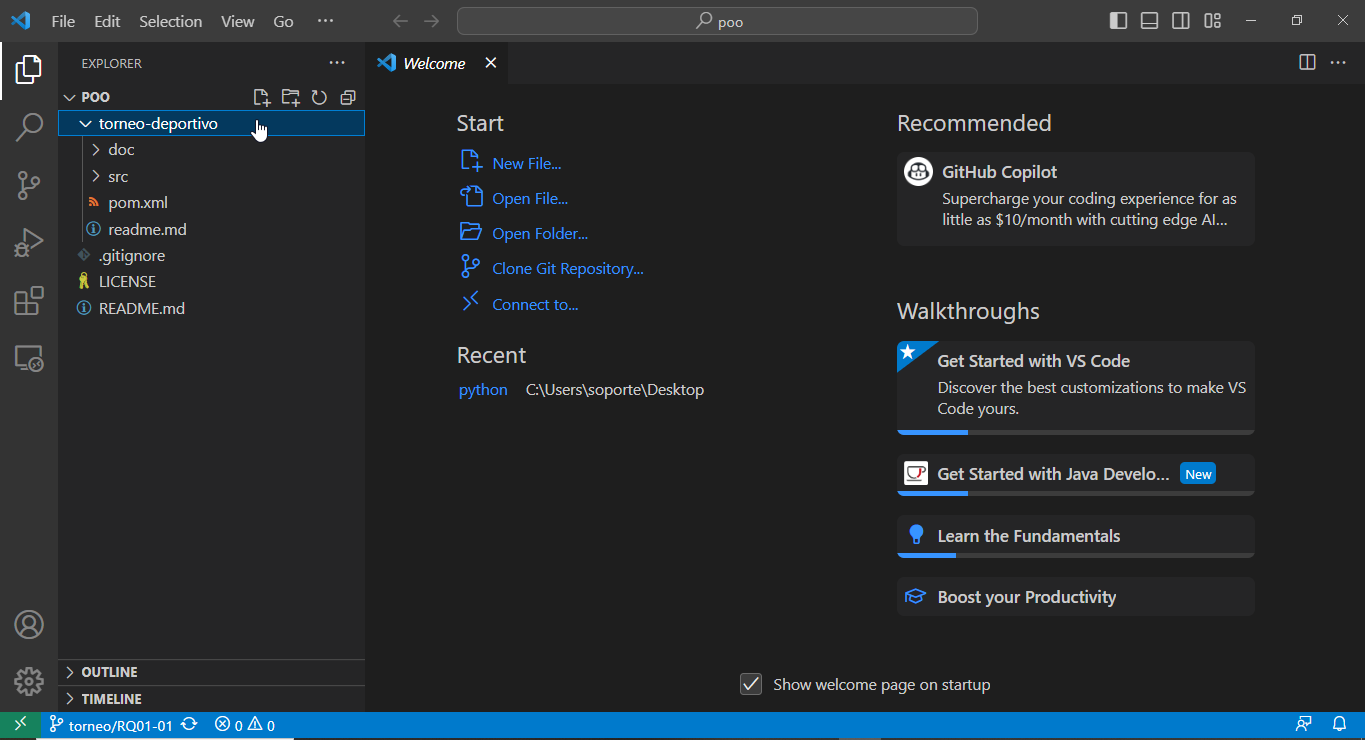 File Edit Selection View Go ···
poo
EXPLORER
Welcome
POO
torneo-deportivo
doc
src
pom.xml
readme.md
.gitignore
LICENSE
README.md
OUTLINE
TIMELINE
Start
New File...
Open File...
Open Folder...
Clone Git Repository...
Connect to...
Recent
python C:\Users\soporte\Desktop
Recommended
GitHub Copilot
Supercharge your coding experience for as
little as $10/month with cutting edge AI...
Walkthroughs
Get Started with VS Code
Discover the best customizations to make VS
Code yours.
Get Started with Java Develo... New
Learn the Fundamentals
Boost your Productivity
Show welcome page on startup
torneo/RQ01-01 0 0